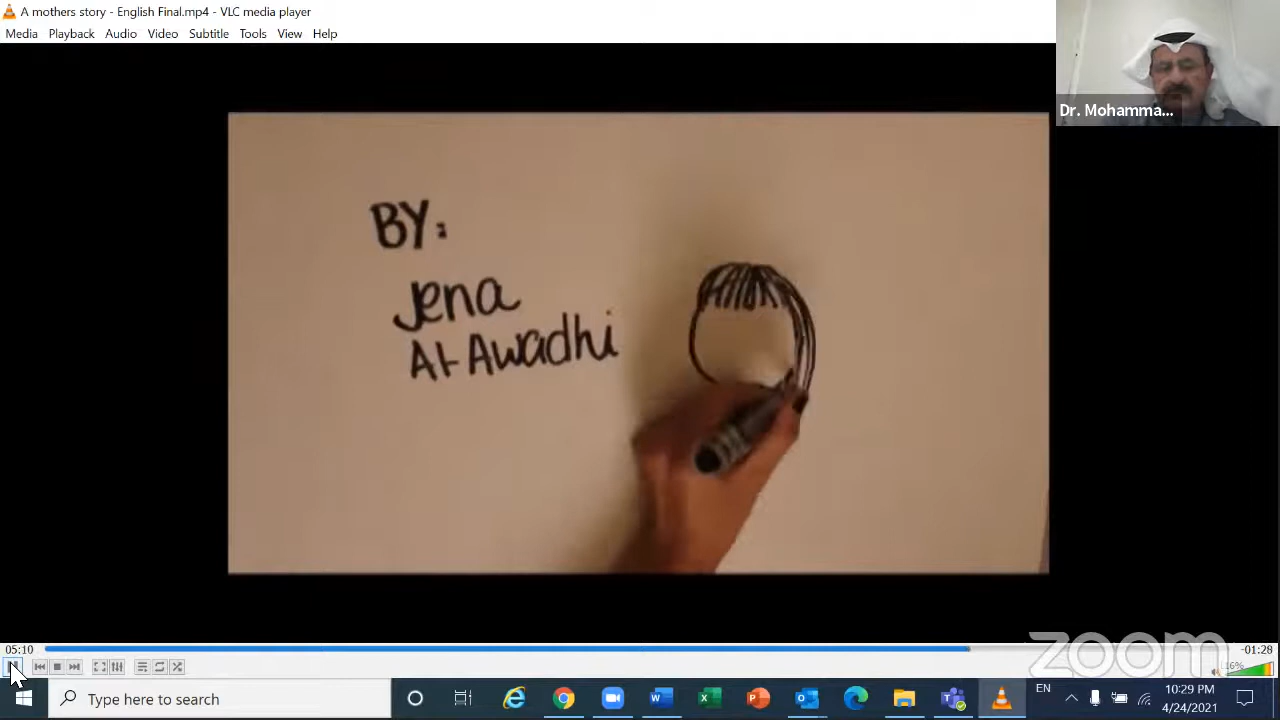 A mothers story - English Final.mp4 - VLC media player
Media Playback Audio Video Subtitle Tools View Help
Dr. Mohamma...
BY:
Jena
Al-Awadhi
05:10
-01:28
zoom
16%
Type here to search
EN
10:29 PM
4/24/2021